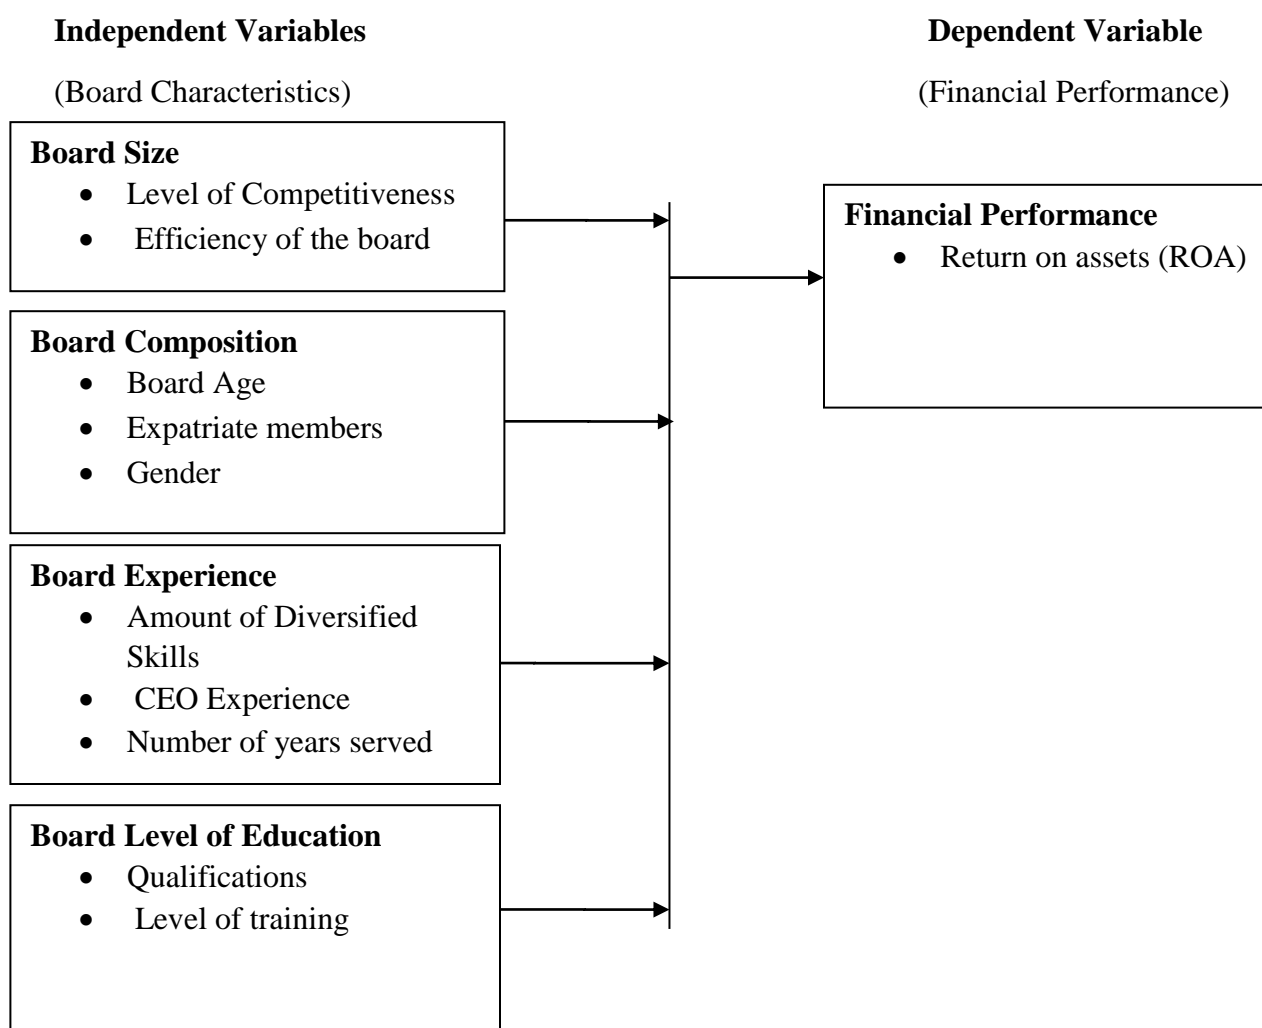 Independent Variables
Dependent Variable
(Board Characteristics)
(Financial Performance)
Board Size
• Level of Competitiveness
• Efficiency of the board
Financial Performance
• Return on assets (ROA)
Board Composition
• Board Age
• Expatriate members
• Gender
Board Experience
• Amount of Diversified
Skills
• CEO Experience
• Number of years served
Board Level of Education
• Qualifications
• Level of training